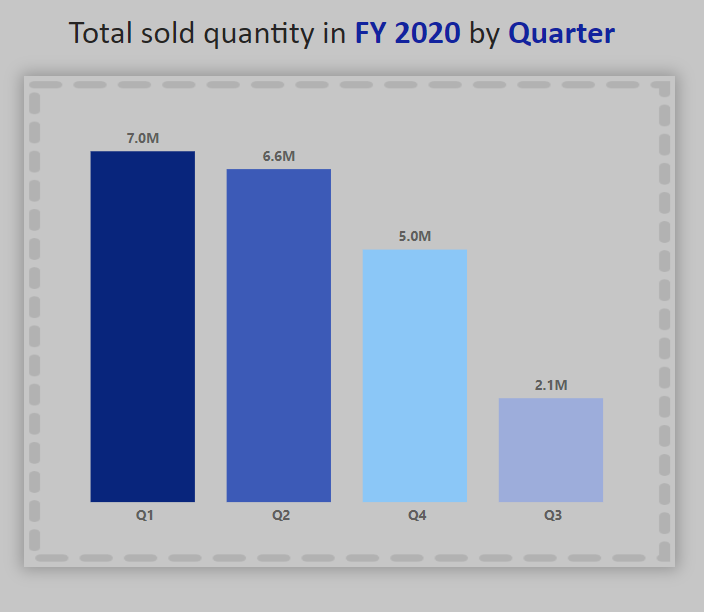 Total sold quantity in FY 2020 by Quarter
7.0M
6.6M
5.0M
2.1M
Q1 Q2 Q4 Q3